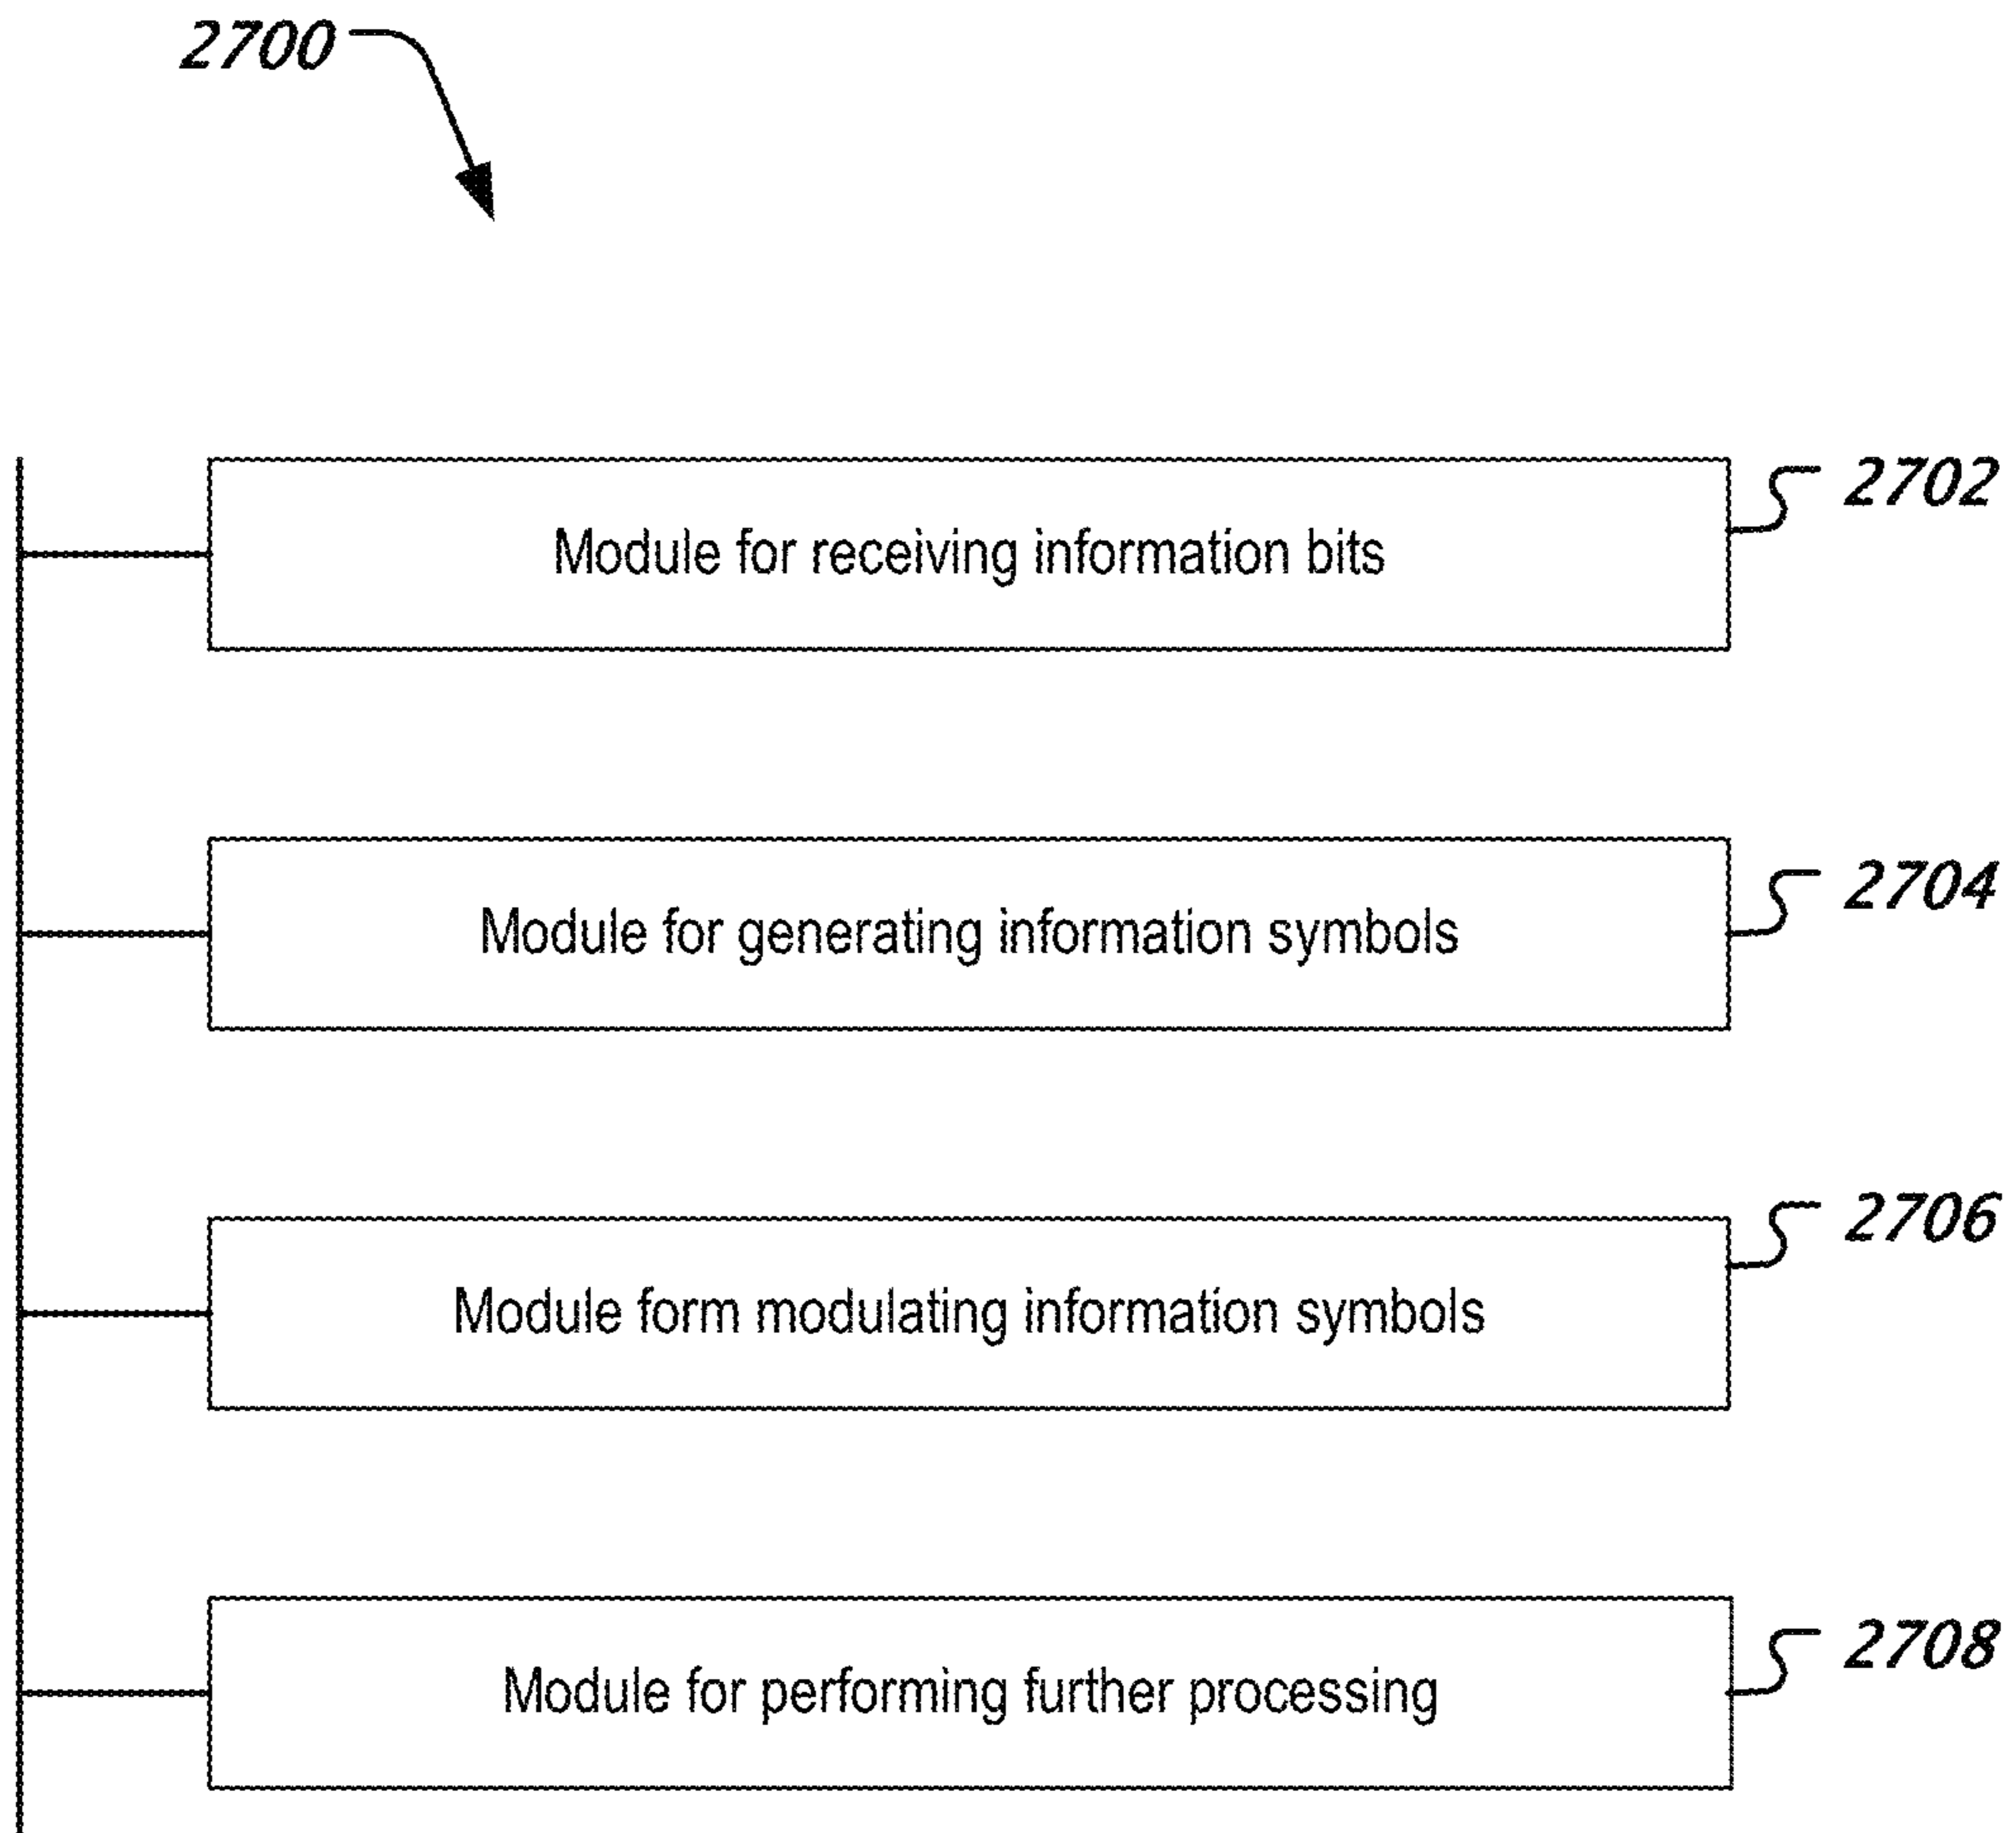 2700
Module for receiving information bits
2702
Module for generating information symbols
2704
Module form modulating information symbols
2706
Module for performing further processing
2708